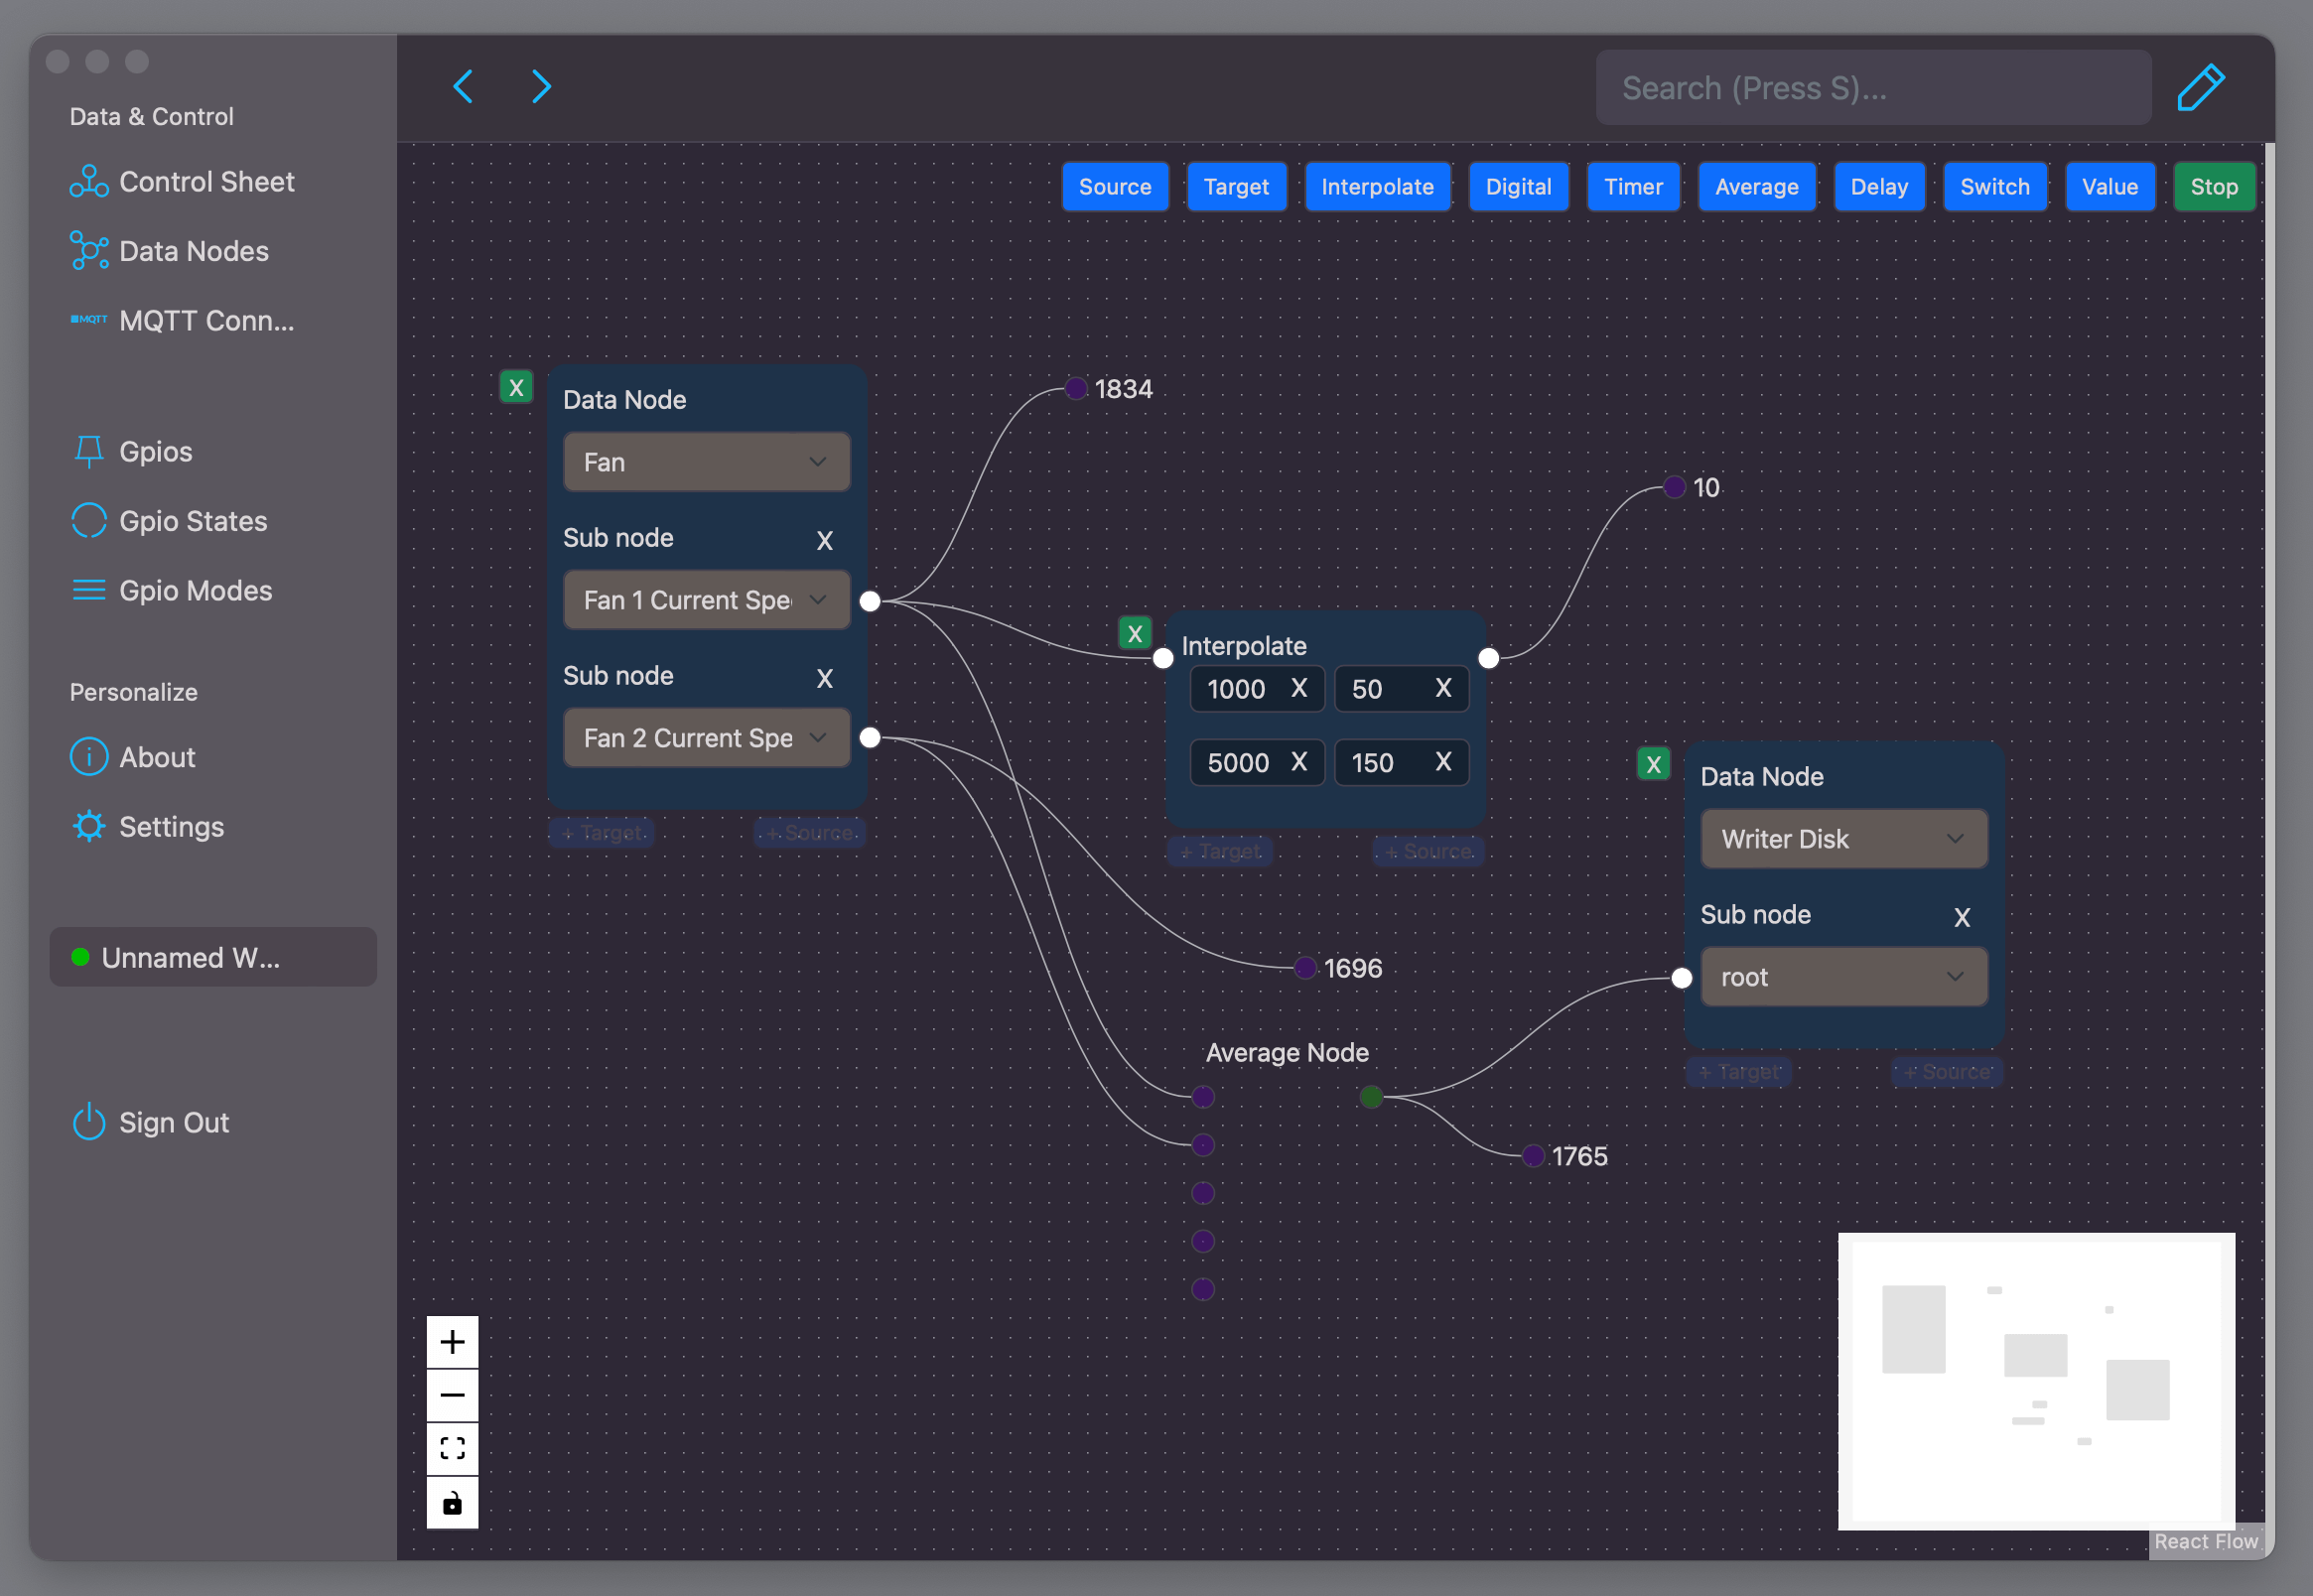 Data & Control
Control Sheet
Data Nodes
MQTT
MQTT Conn...
Gpios
Gpio States
Gpio Modes
Personalize
About
Settings
Unnamed W...
Sign Out
Search (Press S)...
Source Target Interpolate Digital Timer Average Delay Switch Value Stop
X
Data Node
Fan
Sub node X
Fan 1 Current Spe
Sub node X
Fan 2 Current Spe
+ Target + Source
1834
10
X
Interpolate
1000 X 50 X
5000 X 150 X
+ Target + Source
X
Data Node
Writer Disk
Sub node X
root
+ Target + Source
1696
Average Node
1765
React Flow